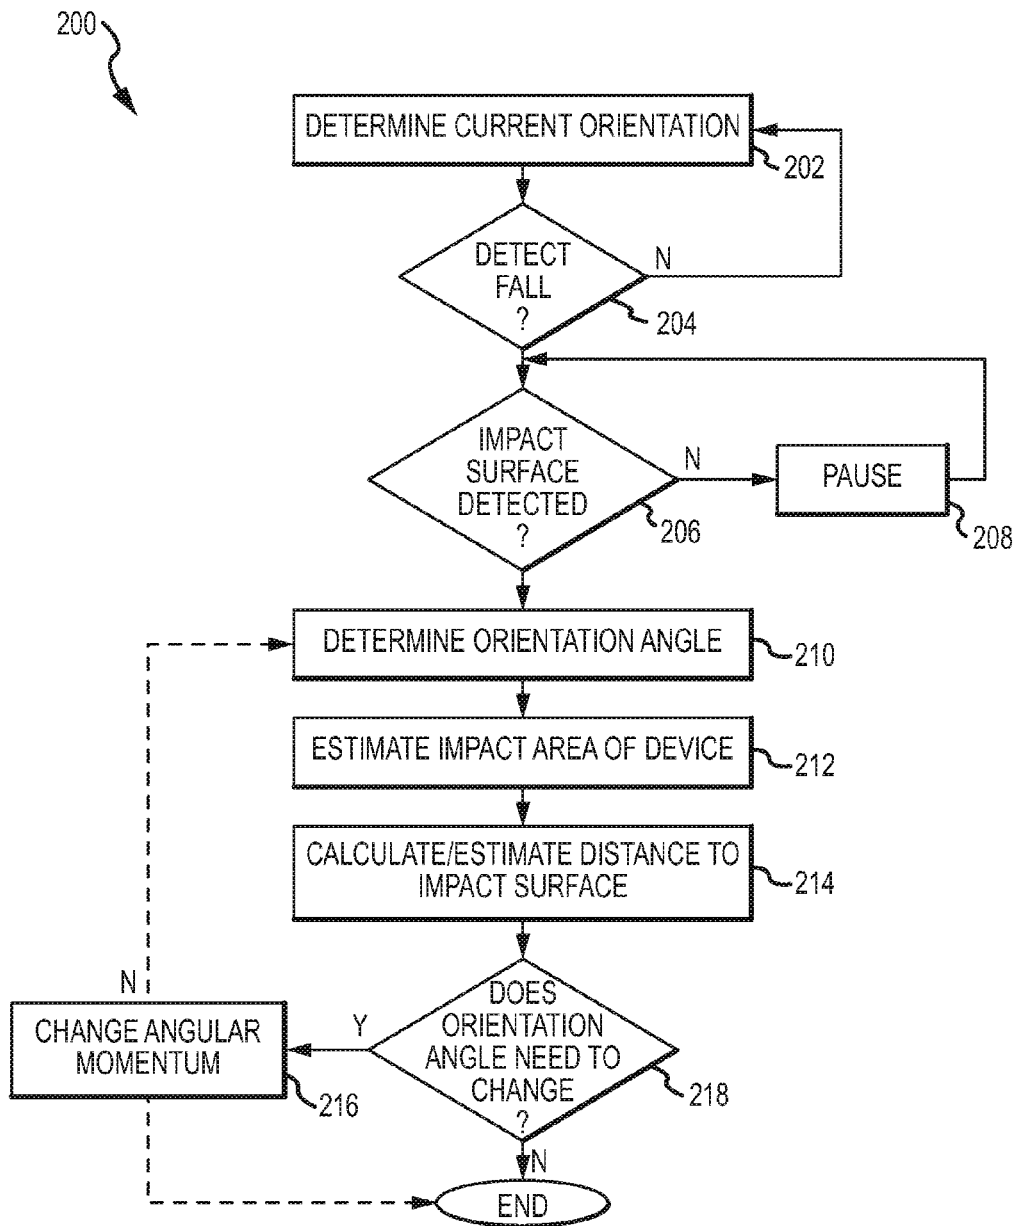 200
DETERMINE CURRENT ORIENTATION
202
DETECT
FALL
?
N
204
IMPACT
SURFACE
DETECTED
?
N
206
PAUSE
208
DETERMINE ORIENTATION ANGLE
210
ESTIMATE IMPACT AREA OF DEVICE
212
CALCULATE/ESTIMATE DISTANCE TO
IMPACT SURFACE
214
N
CHANGE ANGULAR
MOMENTUM
216
Y
DOES
ORIENTATION
ANGLE NEED TO
CHANGE
?
218
N
END